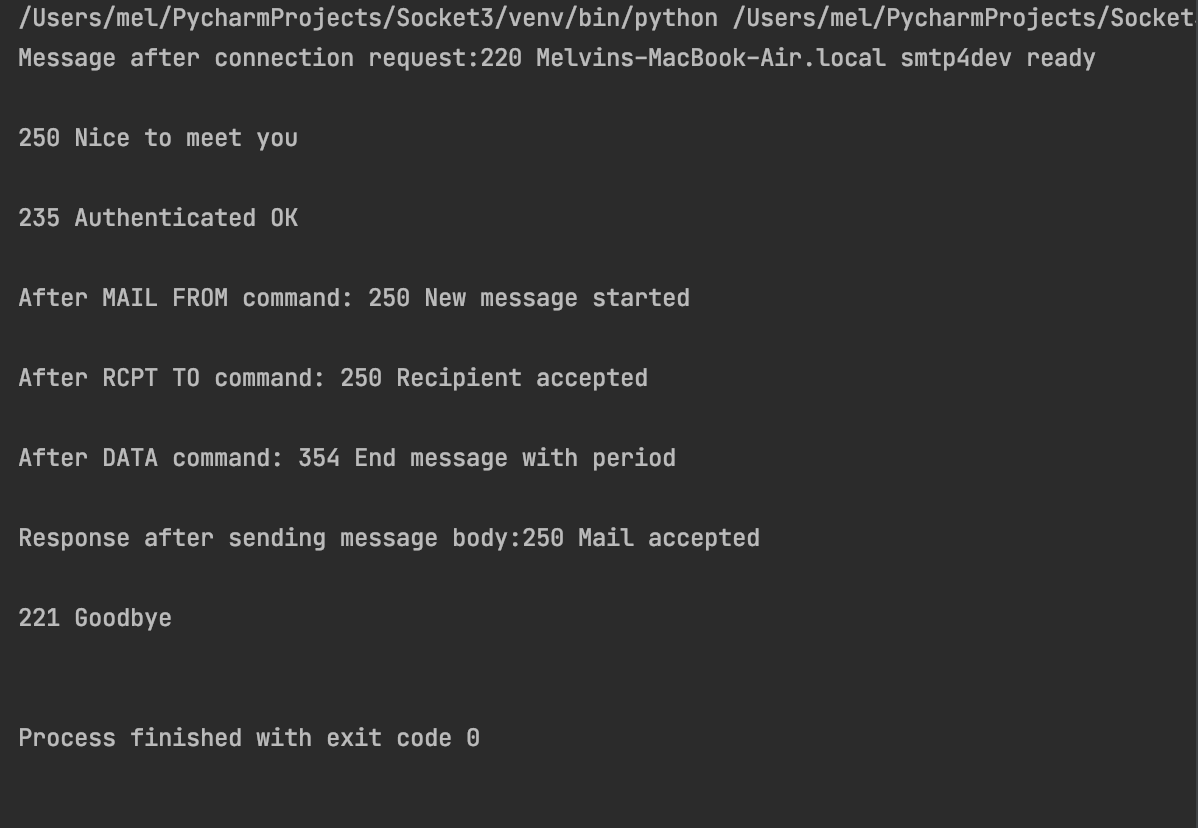 /Users/mel/PycharmProjects/Socket3/venv/bin/python /Users/mel/PycharmProjects/Socket
Message after connection request:220 Melvins-MacBook-Air.local smtp4dev ready
250 Nice to meet you
235 Authenticated OK
After MAIL FROM command: 250 New message started
After RCPT TO command: 250 Recipient accepted
After DATA command: 354 End message with period
Response after sending message body:250 Mail accepted
221 Goodbye
Process finished with exit code 0